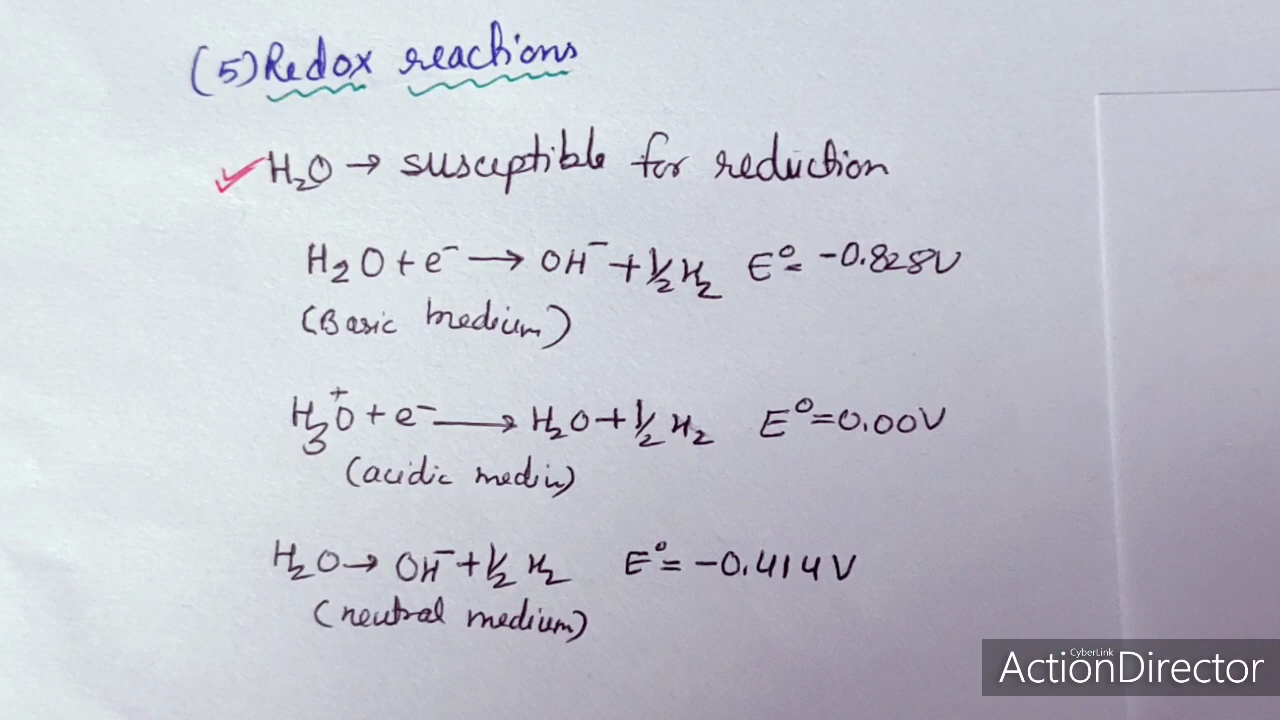 (5) Redox reactions
H₂O → susceptible for reduction
H₂O + e⁻ → OH⁻ + ½ H₂ E° = -0.828V
(Basic medium)
H₃O⁺ + e⁻ → H₂O + ½ H₂ E° = 0.00V
(acidic medium)
H₂O → OH⁻ + ½ H₂ E° = -0.414V
(neutral medium)
CyberLink
ActionDirector